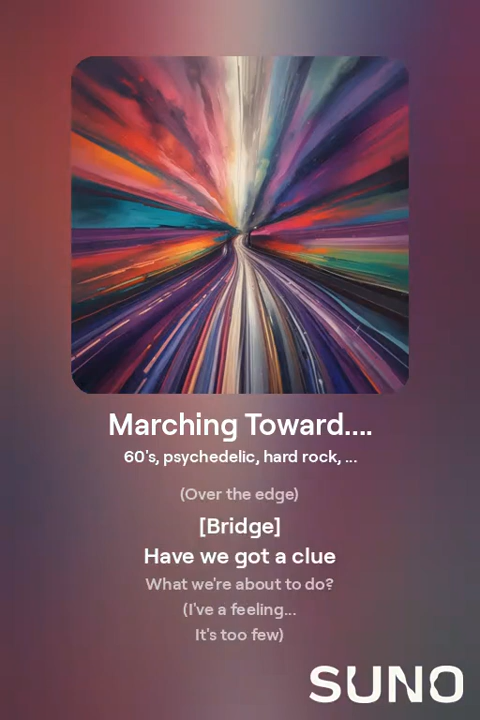 Marching Toward....
60's, psychedelic, hard rock, ...
(Over the edge)
[Bridge]
Have we got a clue
What we're about to do?
(I've a feeling...
It's too few)
SUNO